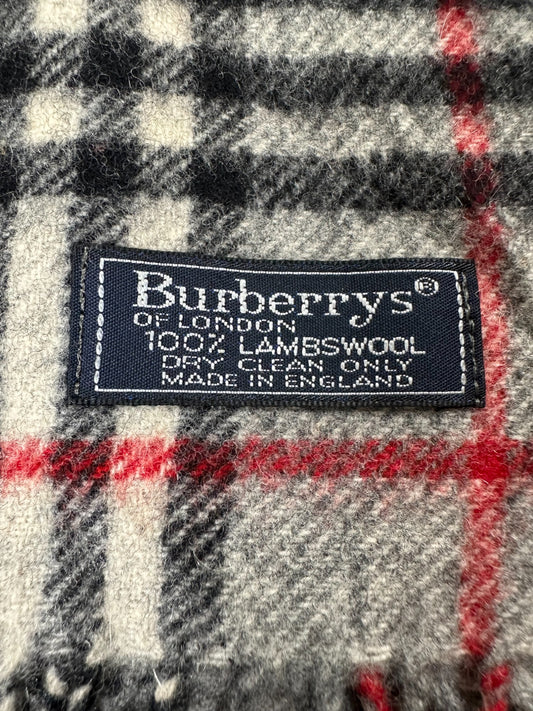 Burberrys®
OF LONDON
100% LAMBSWOOL
DRY CLEAN ONLY
MADE IN ENGLAND